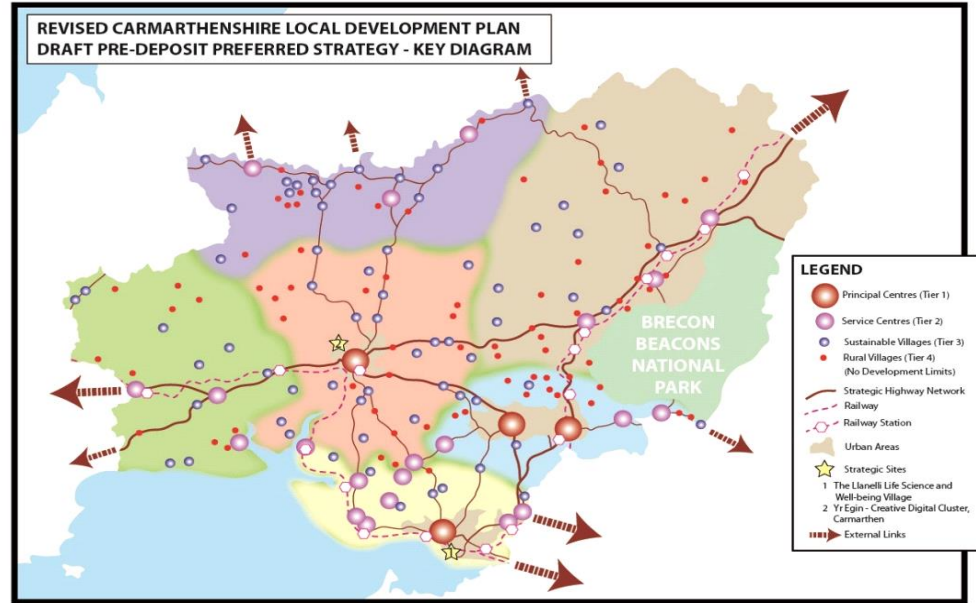 REVISED CARMARTHENSHIRE LOCAL DEVELOPMENT PLAN
DRAFT PRE-DEPOSIT PREFERRED STRATEGY - KEY DIAGRAM
2
BRECON
BEACONS
NATIONAL
PARK
1
LEGEND
Principal Centres (Tier 1)
Service Centres (Tier 2)
Sustainable Villages (Tier 3)
Rural Villages (Tier 4)
(No Development Limits)
Strategic Highway Network
Railway
Railway Station
Urban Areas
Strategic Sites
1 The Llanelli Life Science and
Well-being Village
2 Yr Egin - Creative Digital Cluster,
Carmarthen
External Links